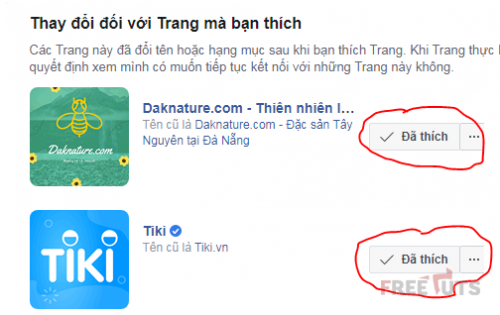 Thay đổi đối với Trang mà bạn thích
Các Trang này đã đổi tên hoặc hạng mục sau khi bạn thích Trang. Khi Trang thực
quyết định xem mình có muốn tiếp tục kết nối với những Trang này không.
Daknature.com - Thiên nhiên l...
Tên cũ là Daknature.com - Đặc sản Tây
Nguyên tại Đà Nẵng
Đã thích
Daknature.com
Tiki
Tên cũ là Tiki.vn
Đã thích
TIKI
FREETUTS